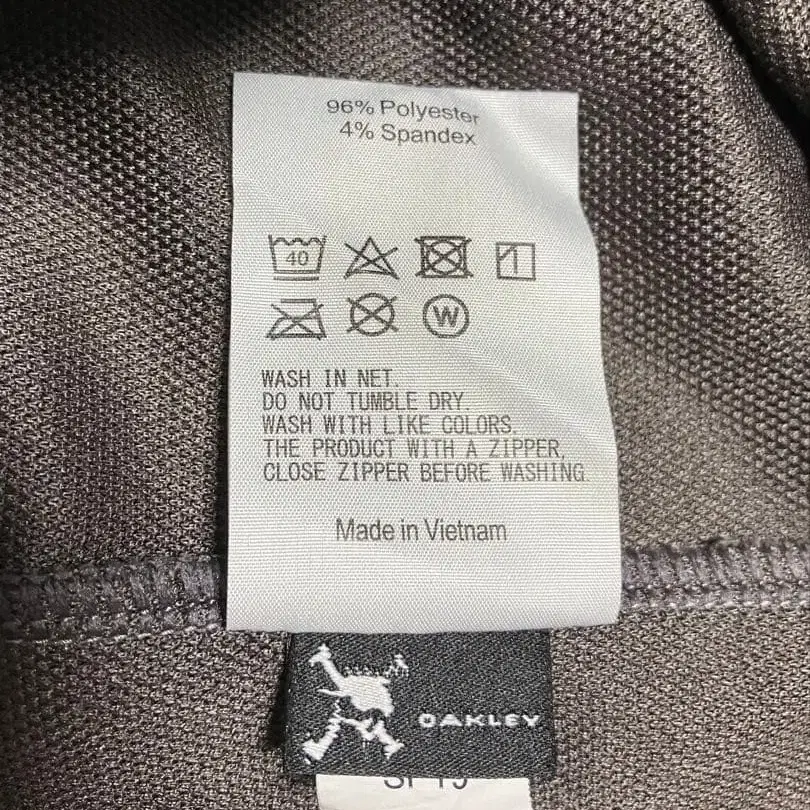 96% Polyester
4% Spandex
40
W
WASH IN NET.
DO NOT TUMBLE DRY.
WASH WITH LIKE COLORS.
THE PRODUCT WITH A ZIPPER,
CLOSE ZIPPER BEFORE WASHING.
Made in Vietnam
OAKLEY